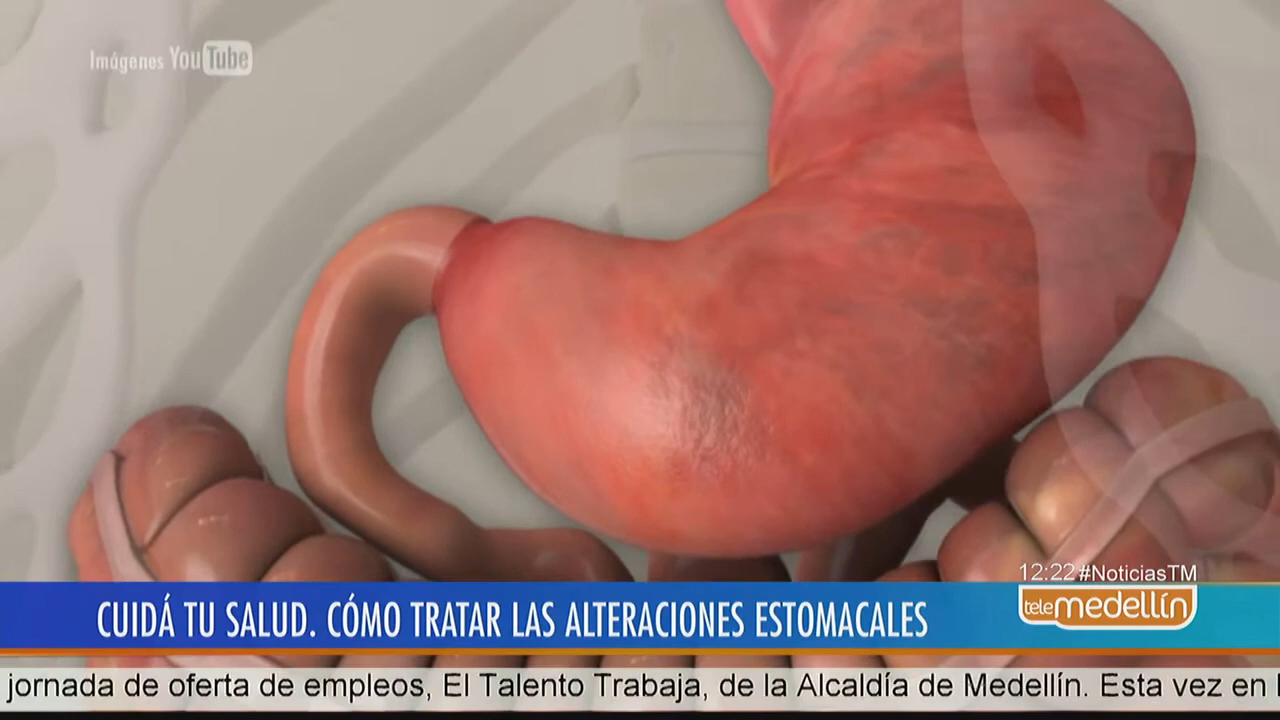 Imágenes YouTube
12:22 #NoticiasTM
telemedellín
CUIDÁ TU SALUD. CÓMO TRATAR LAS ALTERACIONES ESTOMACALES
jornada de oferta de empleos, El Talento Trabaja, de la Alcaldía de Medellín. Esta vez en